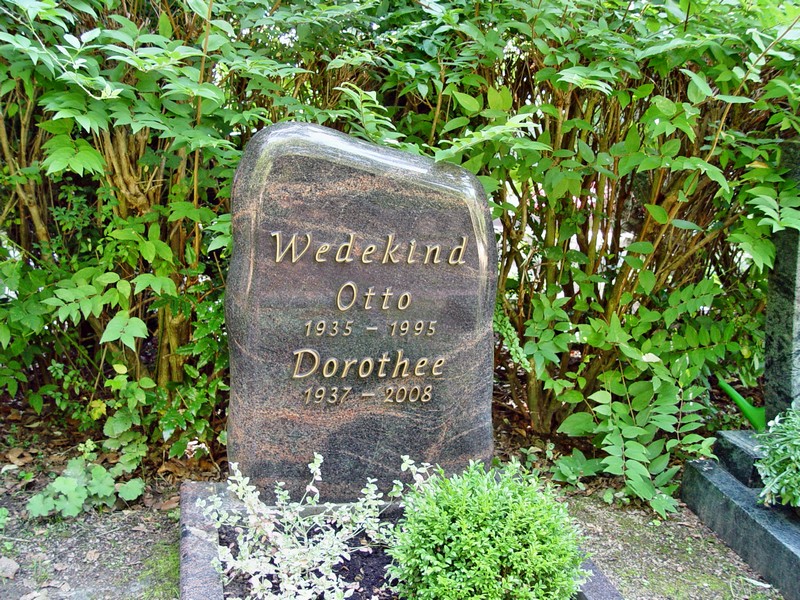 Wedekind
Otto
1935 – 1995
Dorothee
1937 – 2008